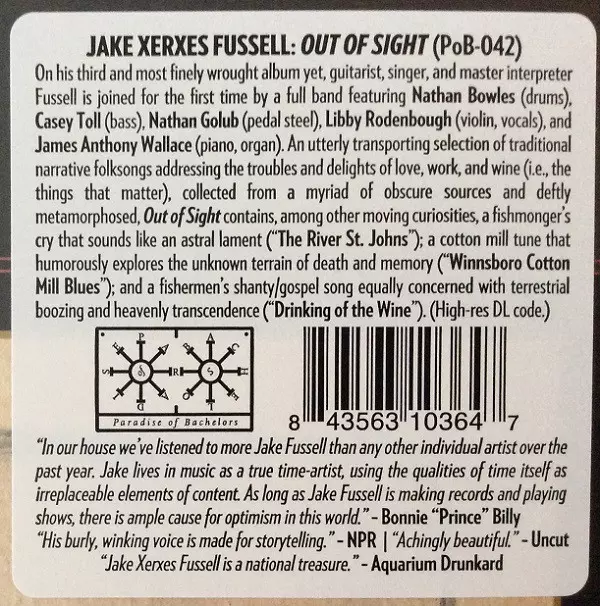 JAKE XERXES FUSSELL: OUT OF SIGHT (PoB-042)
On his third and most finely wrought album yet, guitarist, singer, and master interpreter
Fussell is joined for the first time by a full band featuring Nathan Bowles (drums),
Casey Toll (bass), Nathan Golub (pedal steel), Libby Rodenbough (violin, vocals), and
James Anthony Wallace (piano, organ). An utterly transporting selection of traditional
narrative folksongs addressing the troubles and delights of love, work, and wine (i.e., the
things that matter), collected from a myriad of obscure sources and deftly
metamorphosed, Out of Sight contains, among other moving curiosities, a fishmonger's
cry that sounds like an astral lament ("The River St. Johns"); a cotton mill tune that
humorously explores the unknown terrain of death and memory ("Winnsboro Cotton
Mill Blues"); and a fishermen's shanty/gospel song equally concerned with terrestrial
boozing and heavenly transcendence ("Drinking of the Wine"). (High-res DL code.)
Paradise of Bachelors
8 43563 10364 7
"In our house we've listened to more Jake Fussell than any other individual artist over the
past year. Jake lives in music as a true time-artist, using the qualities of time itself as
irreplaceable elements of content. As long as Jake Fussell is making records and playing
shows, there is ample cause for optimism in this world." – Bonnie "Prince" Billy
"His burly, winking voice is made for storytelling." – NPR | "Achingly beautiful." – Uncut
"Jake Xerxes Fussell is a national treasure." – Aquarium Drunkard